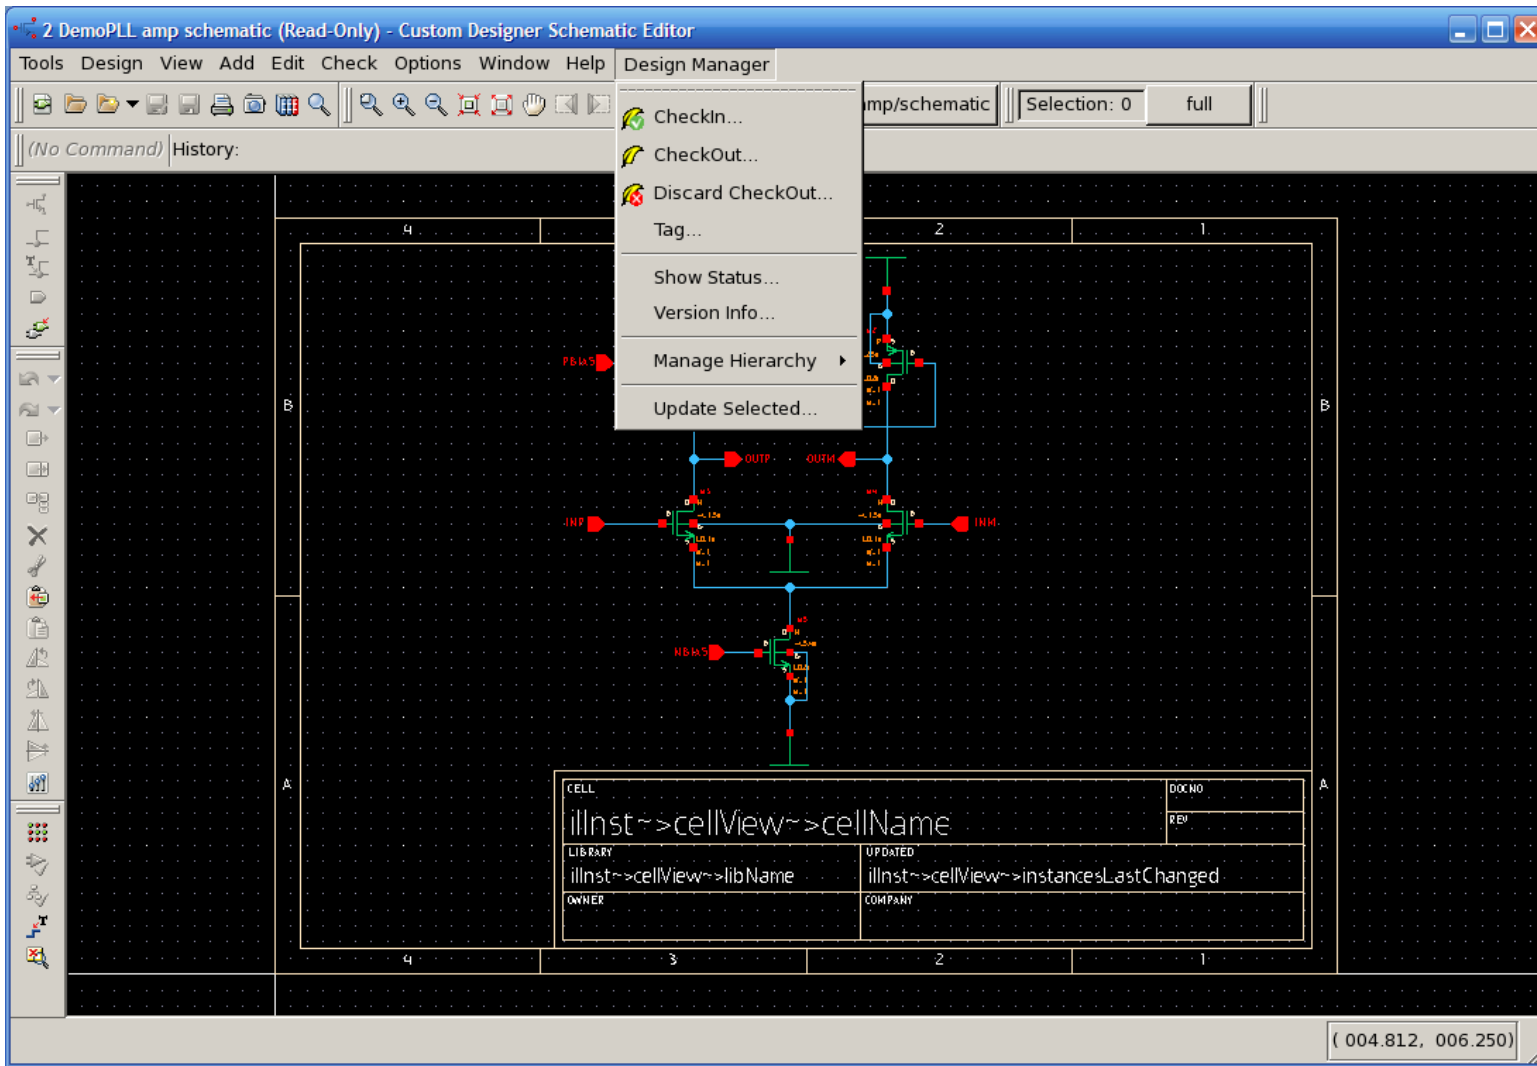 2 DemoPLL amp schematic (Read-Only) - Custom Designer Schematic Editor
Tools Design View Add Edit Check Options Window Help Design Manager
amp/schematic Selection: 0 full
(No Command) History:
CheckIn...
CheckOut...
Discard CheckOut...
Tag...
Show Status...
Version Info...
Manage Hierarchy
Update Selected...
4 2 1
PBIAS
B B
OUTP OUTM
INP INM
NBIAS
A A
CELL DOCNO
illnst~>cellView~>cellName REV
LIBRARY UPDATED
illnst~>cellView~>libName illnst~>cellView~>instancesLastChanged
OWNER COMPANY
4 3 2 1
( 004.812, 006.250)